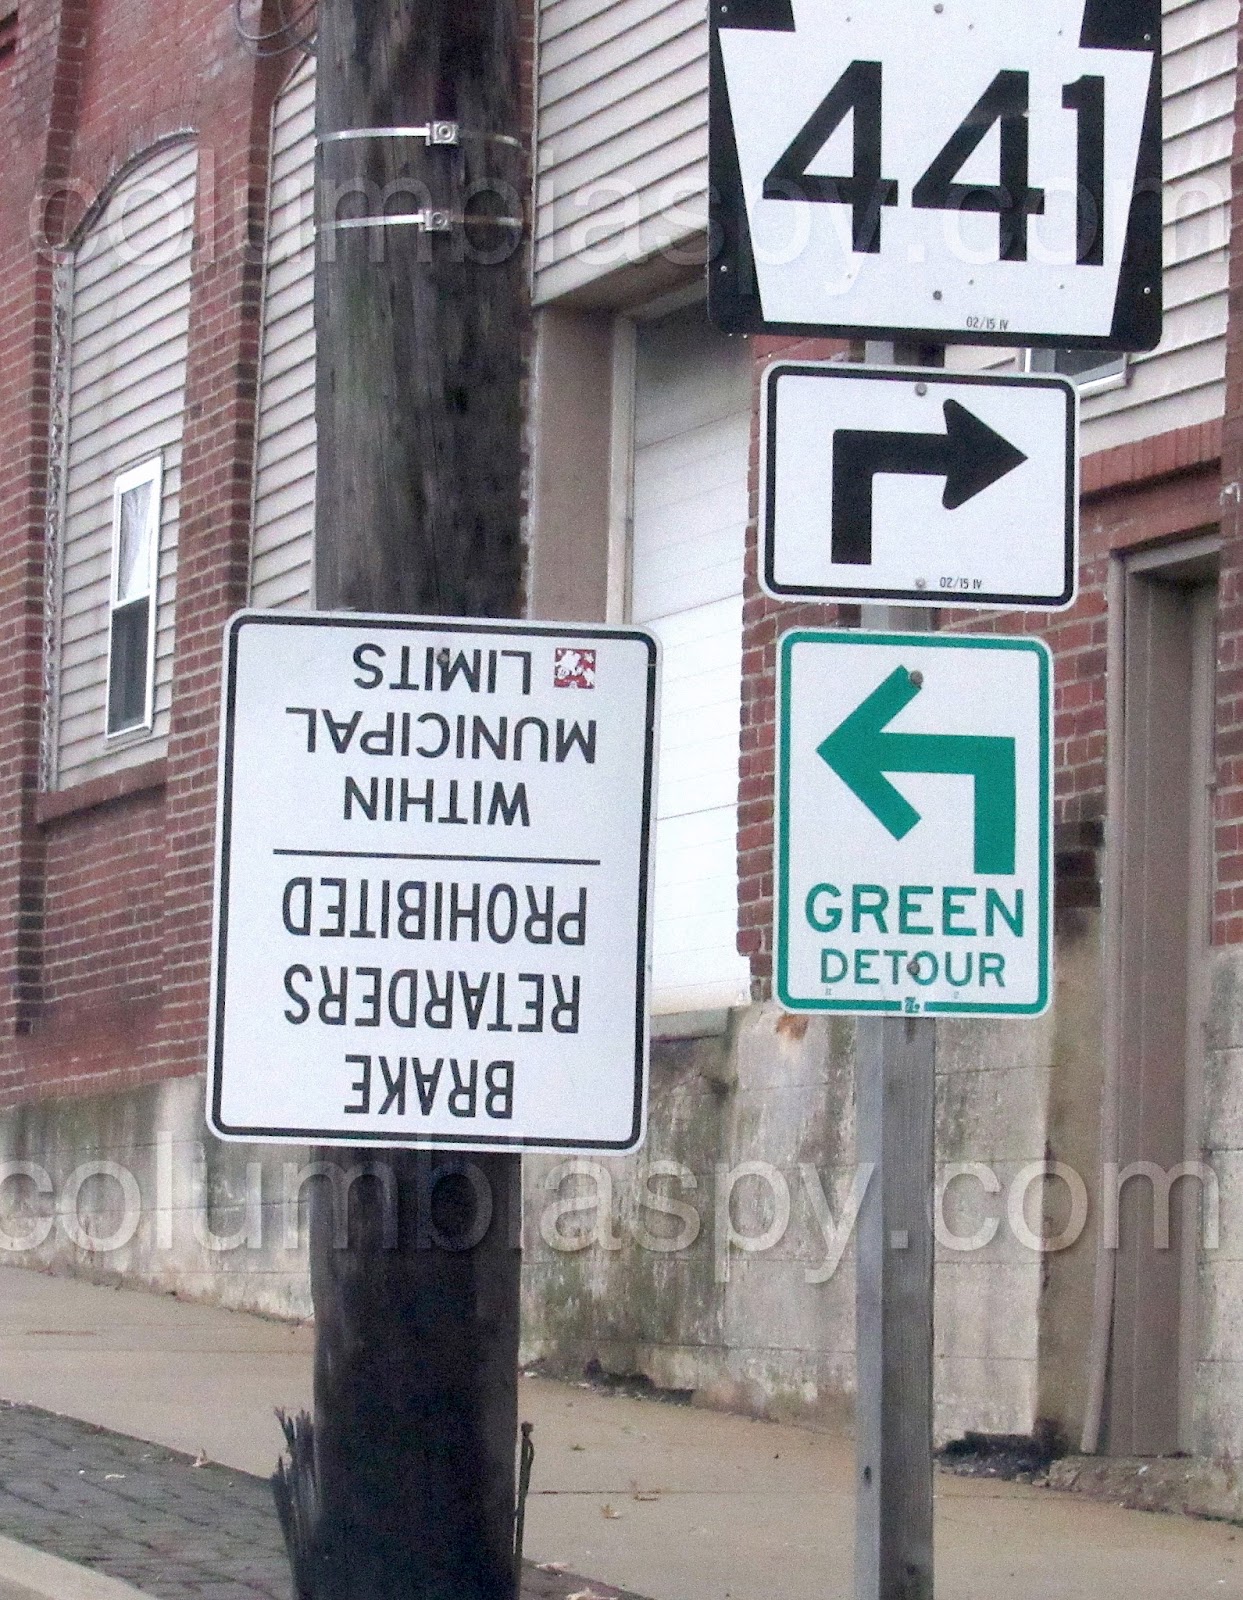 441
02/15 IV
02/15 IV
GREEN
DETOUR
BRAKE
RETARDERS
PROHIBITED
WITHIN
MUNICIPAL
LIMITS
columbiaspy.com
columbiaspy.com